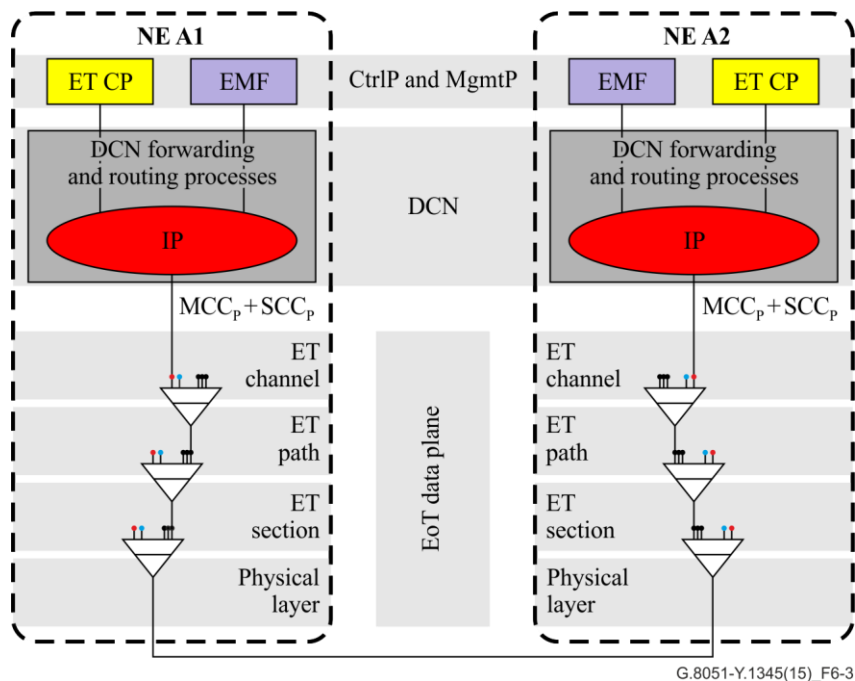 NE A1
ET CP
EMF
DCN forwarding
and routing processes
IP
MCCP + SCCP
ET
channel
ET
path
ET
section
Physical
layer
CtrlP and MgmtP
DCN
EoT data plane
NE A2
EMF
ET CP
DCN forwarding
and routing processes
IP
MCCP + SCCP
ET
channel
ET
path
ET
section
Physical
layer
G.8051-Y.1345(15)_F6-3